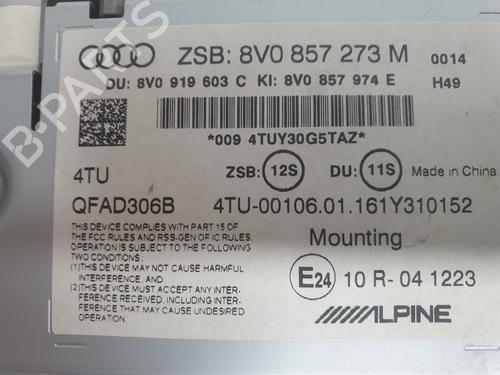 ZSB: 8V0 857 273 M 0014
DU: 8V0 919 603 C KI: 8V0 857 974 E H49
*009 4TUY30G5TAZ*
4TU ZSB: 12S DU: 11S Made in China
QFAD306B 4TU-00106.01.161Y310152
THIS DEVICE COMPLIES WITH PART 15 OF
THE FCC RULES AND RSS-GEN OF IC RULES.
OPERATION IS SUBJECT TO THE FOLLOWING
TWO CONDITIONS:
(1)THIS DEVICE MAY NOT CAUSE HARMFUL
INTERFERENCE, AND
(2)THIS DEVICE MUST ACCEPT ANY INTER-
FERENCE RECEIVED, INCLUDING INTER-
FERENCE THAT MAY CAUSE UNDESIRED
OPERATION.
Mounting
E24 10 R- 04 1223
ALPINE
B-PARTS